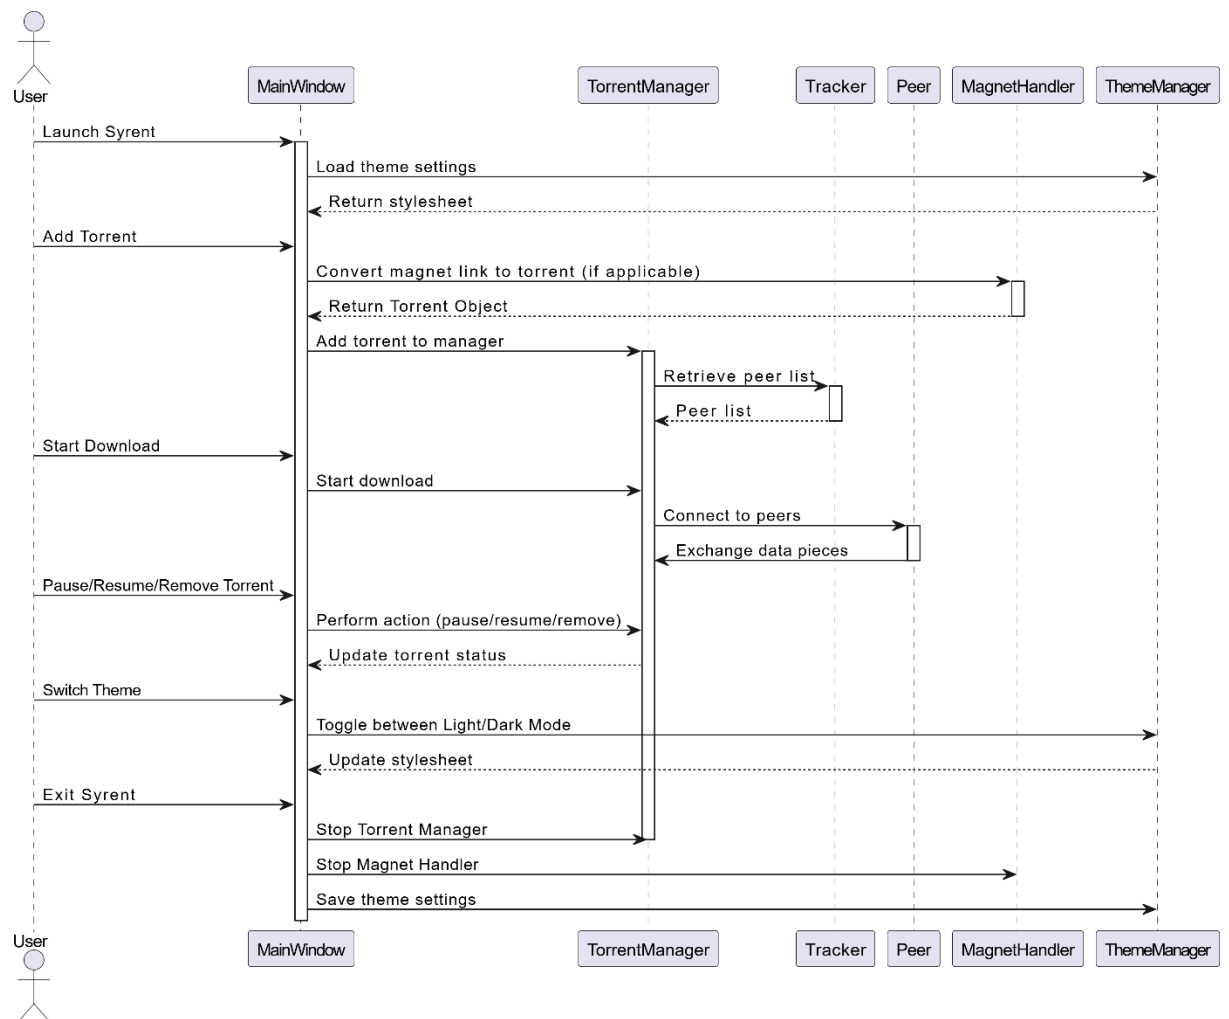 User
MainWindow
TorrentManager
Tracker
Peer
MagnetHandler
ThemeManager
Launch Syrent
Load theme settings
Return stylesheet
Add Torrent
Convert magnet link to torrent (if applicable)
Return Torrent Object
Add torrent to manager
Retrieve peer list
Peer list
Start Download
Start download
Connect to peers
Exchange data pieces
Pause/Resume/Remove Torrent
Perform action (pause/resume/remove)
Update torrent status
Switch Theme
Toggle between Light/Dark Mode
Update stylesheet
Exit Syrent
Stop Torrent Manager
Stop Magnet Handler
Save theme settings
User
MainWindow
TorrentManager
Tracker
Peer
MagnetHandler
ThemeManager